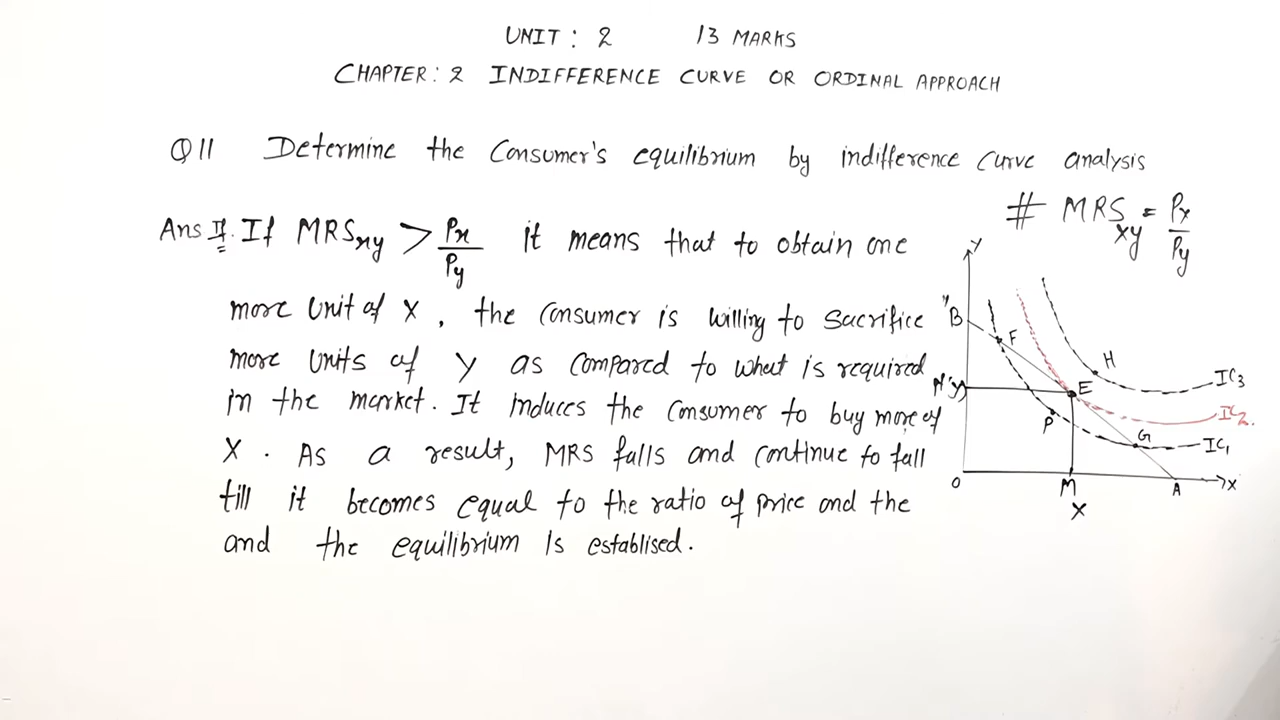 UNIT: 2 13 MARKS
CHAPTER: 2 INDIFFERENCE CURVE OR ORDINAL APPROACH
Q11 Determine the Consumer's equilibrium by indifference curve analysis
# MRSxy = Px/Py
Ans If. If MRSxy > Px/Py it means that to obtain one
more unit of X, the consumer is willing to sacrifice
more units of Y as compared to what is required
in the market. It induces the consumer to buy more of
X. As a result, MRS falls and continue to fall
till it becomes equal to the ratio of price and the
and the equilibrium is establised.
Y
B
F
H
IC3
E
IC2.
P
G
IC1
O
M
A
X
X